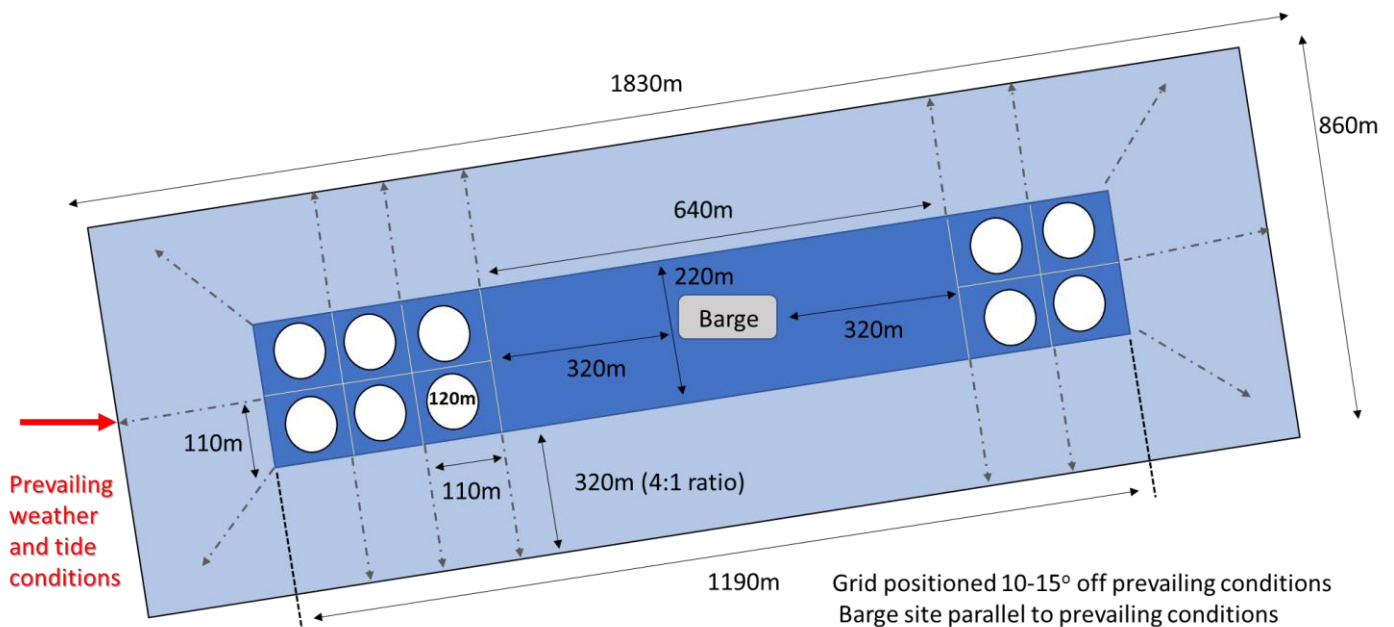 1830m
860m
640m
220m
Barge
320m
320m
120m
110m
110m
320m (4:1 ratio)
Prevailing
weather
and tide
conditions
1190m
Grid positioned 10-15° off prevailing conditions
Barge site parallel to prevailing conditions